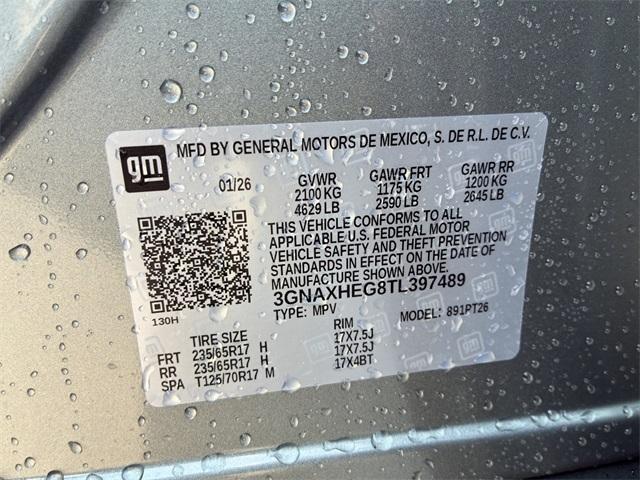 gm MFD BY GENERAL MOTORS DE MEXICO, S. DE R.L. DE C.V.
01/26 GVWR GAWR FRT GAWR RR
2100 KG 1175 KG 1200 KG
4629 LB 2590 LB 2645 LB
THIS VEHICLE CONFORMS TO ALL
APPLICABLE U.S. FEDERAL MOTOR
VEHICLE SAFETY AND THEFT PREVENTION
STANDARDS IN EFFECT ON THE DATE OF
MANUFACTURE SHOWN ABOVE.
3GNAXHEG8TL397489
130H TYPE: MPV MODEL: 891PT26
TIRE SIZE RIM
FRT 235/65R17 H 17X7.5J
RR 235/65R17 H 17X7.5J
SPA T125/70R17 M 17X4BT